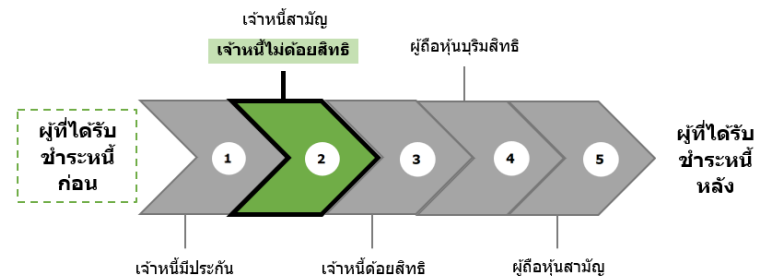 เจ้าหนี้สามัญ
เจ้าหนี้ไม่ด้อยสิทธิ
ผู้ถือหุ้นบุริมสิทธิ
ผู้ที่ได้รับ
ชำระหนี้
ก่อน
1
2
3
4
5
ผู้ที่ได้รับ
ชำระหนี้
หลัง
เจ้าหนี้มีประกัน
เจ้าหนี้ด้อยสิทธิ
ผู้ถือหุ้นสามัญ